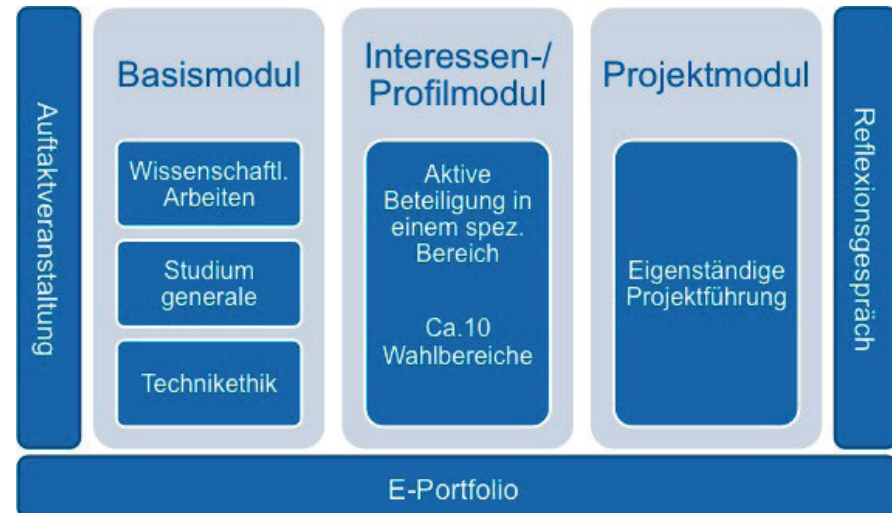 Auftaktveranstaltung
Basismodul
Wissenschaftl.
Arbeiten
Studium
generale
Technikethik
Interessen-/
Profilmodul
Aktive
Beteiligung in
einem spez.
Bereich
Ca.10
Wahlbereiche
Projektmodul
Eigenständige
Projektführung
Reflexionsgespräch
E-Portfolio